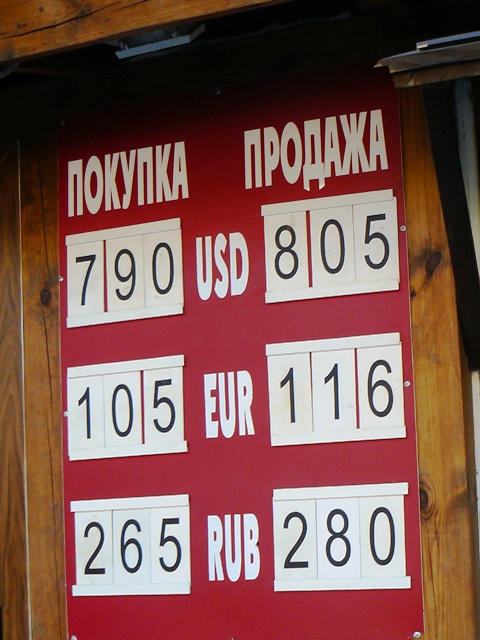 ПОКУПКА ПРОДАЖА
790 USD 805
105 EUR 116
265 RUB 280